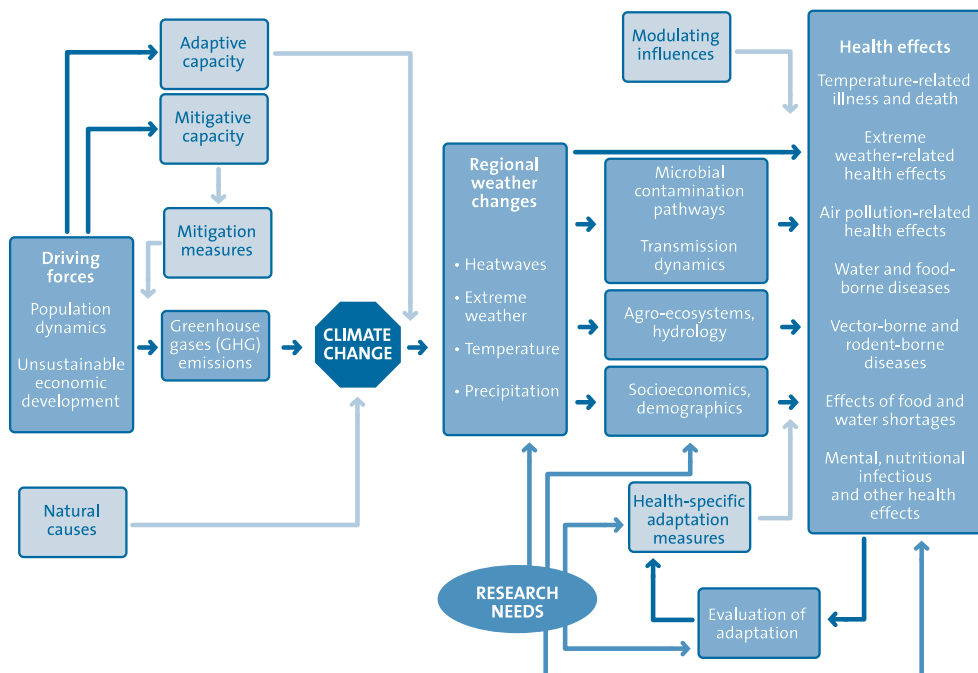 Adaptive
capacity
Mitigative
capacity
Mitigation
measures
Driving
forces
Population
dynamics
Unsustainable
economic
development
Greenhouse
gases (GHG)
emissions
CLIMATE
CHANGE
Natural
causes
Regional
weather
changes
• Heatwaves
• Extreme
weather
• Temperature
• Precipitation
Modulating
influences
Microbial
contamination
pathways
Transmission
dynamics
Agro-ecosystems,
hydrology
Socioeconomics,
demographics
Health-specific
adaptation
measures
RESEARCH
NEEDS
Evaluation of
adaptation
Health effects
Temperature-related
illness and death
Extreme
weather-related
health effects
Air pollution-related
health effects
Water and food-
borne diseases
Vector-borne and
rodent-borne
diseases
Effects of food and
water shortages
Mental, nutritional
infectious
and other health
effects